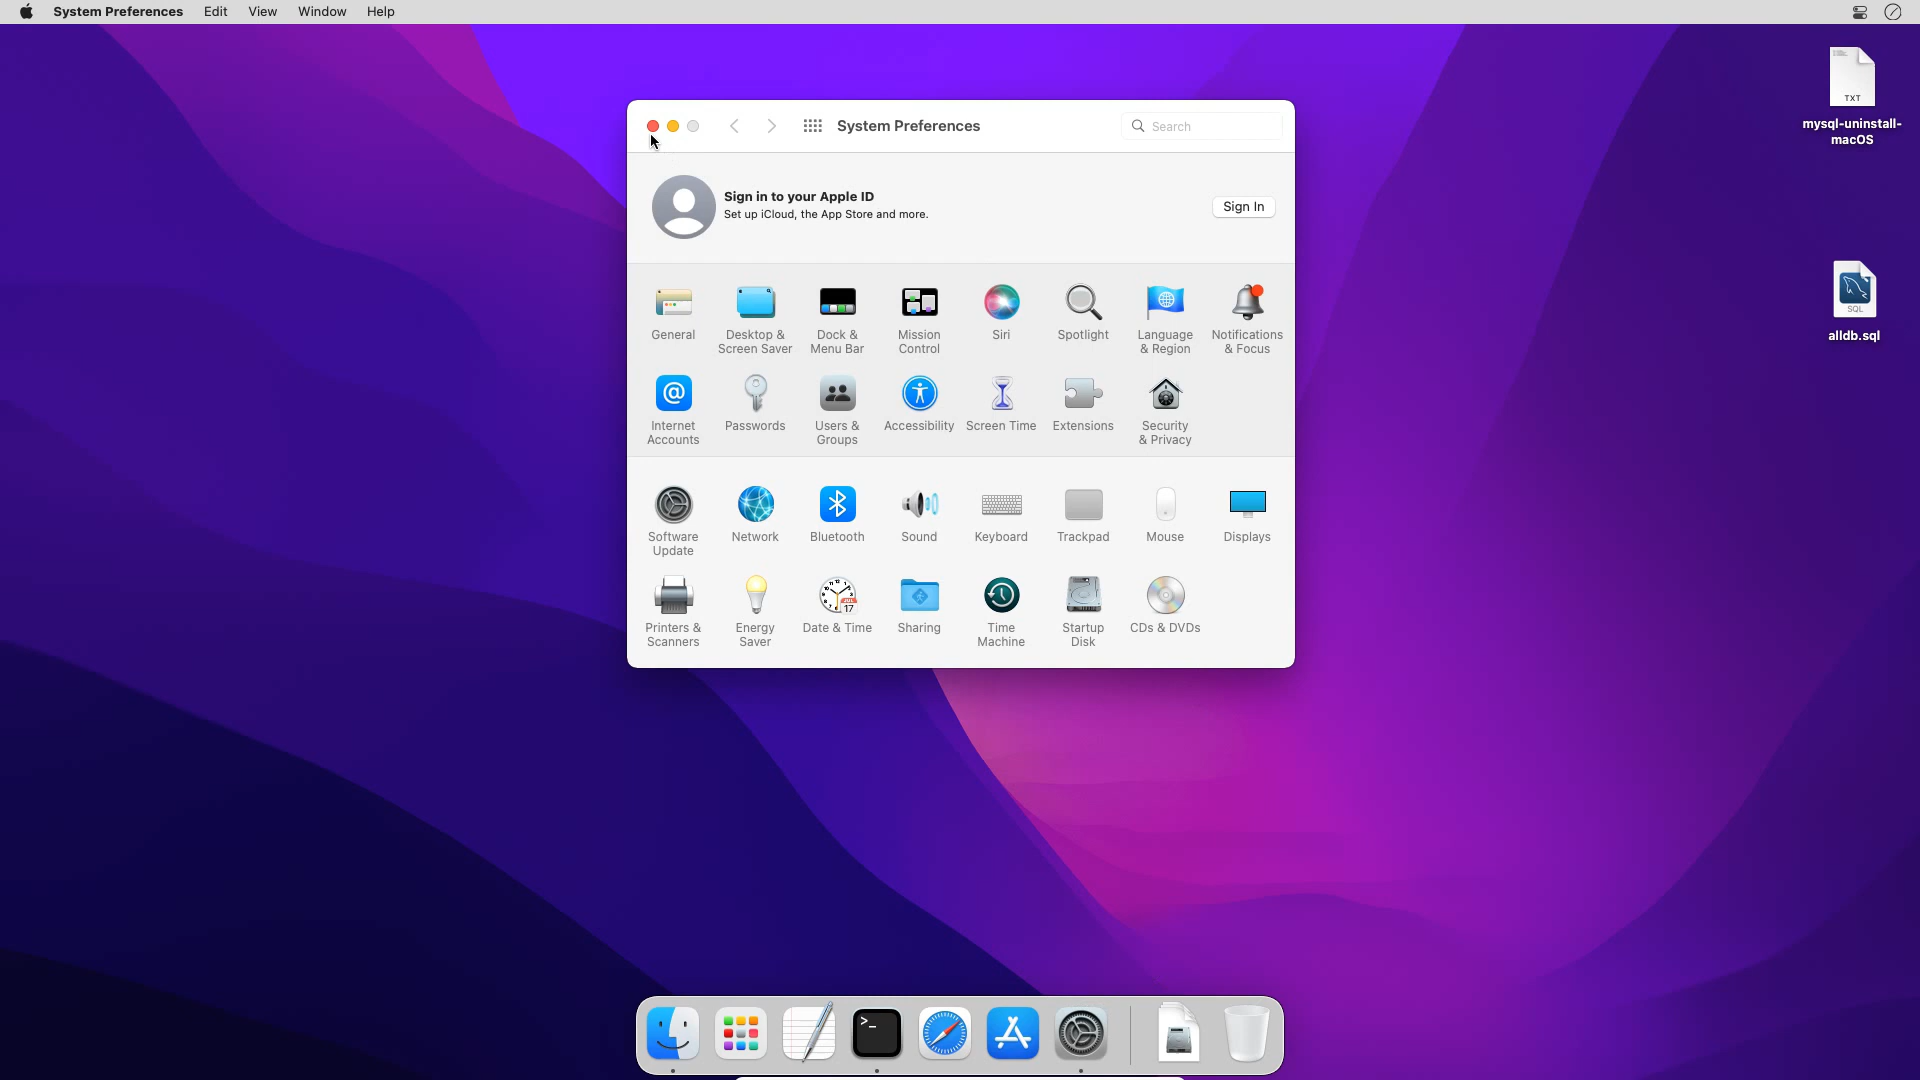 System Preferences Edit View Window Help
TXT
mysql-uninstall-
macOS
SQL
alldb.sql
System Preferences
Search
Sign in to your Apple ID
Set up iCloud, the App Store and more.
Sign In
General
Desktop &
Screen Saver
Dock &
Menu Bar
Mission
Control
Siri
Spotlight
Language
& Region
Notifications
& Focus
Internet
Accounts
Passwords
Users &
Groups
Accessibility
Screen Time
Extensions
Security
& Privacy
Software
Update
Network
Bluetooth
Sound
Keyboard
Trackpad
Mouse
Displays
Printers &
Scanners
Energy
Saver
JUL
17
Date & Time
Sharing
Time
Machine
Startup
Disk
CDs & DVDs
>_